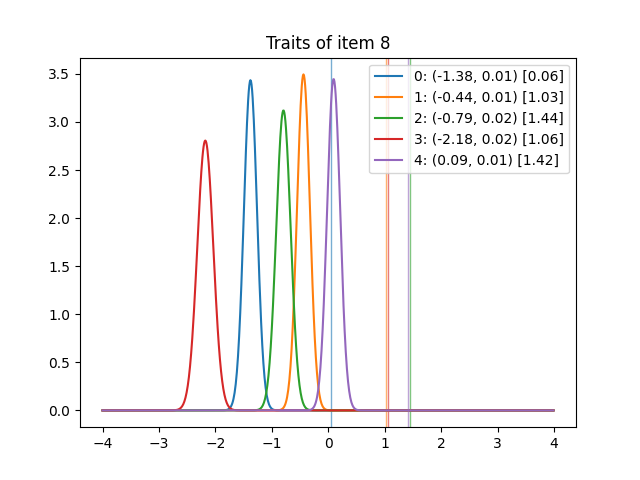 Traits of item 8
0: (-1.38, 0.01) [0.06]
1: (-0.44, 0.01) [1.03]
2: (-0.79, 0.02) [1.44]
3: (-2.18, 0.02) [1.06]
4: (0.09, 0.01) [1.42]
3.5
3.0
2.5
2.0
1.5
1.0
0.5
0.0
−4 −3 −2 −1 0 1 2 3 4